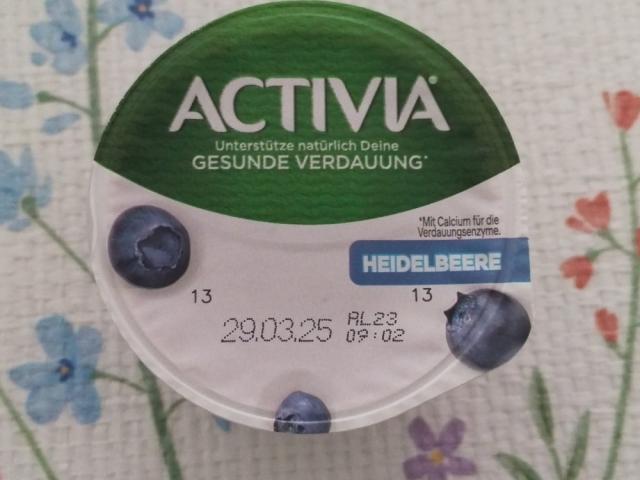 ACTIVIA®
Unterstütze natürlich Deine
GESUNDE VERDAUUNG*
*Mit Calcium für die
Verdauungsenzyme.
HEIDELBEERE
13 13
29.03.25 AL23
09:02